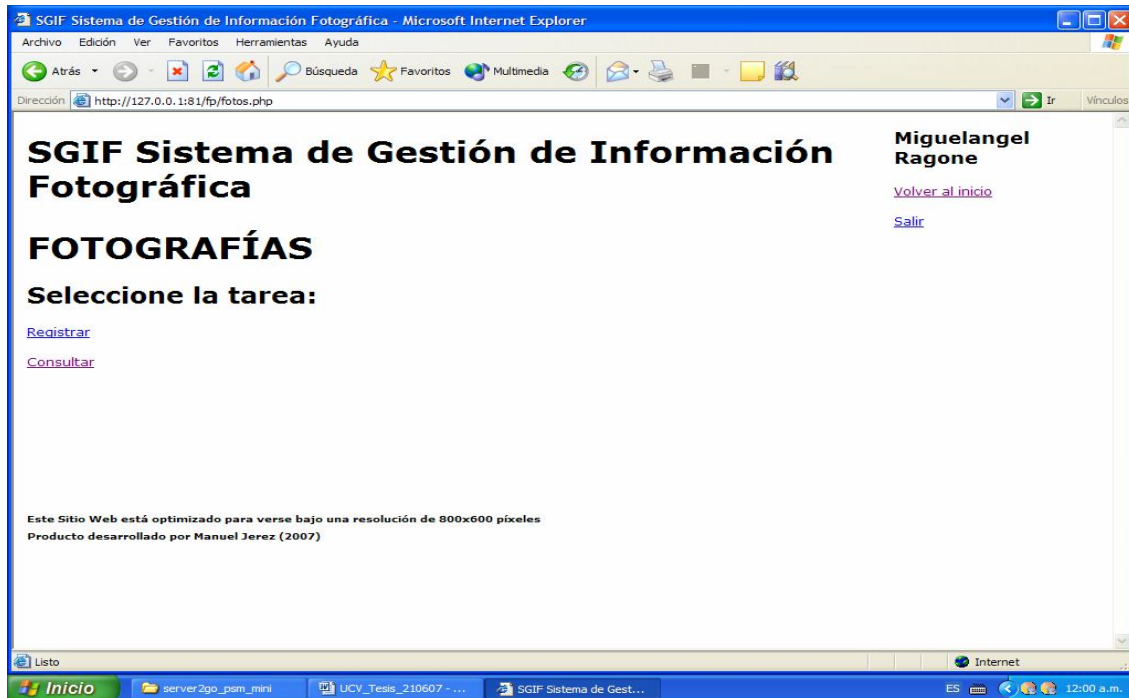 SGIF Sistema de Gestión de Información Fotográfica - Microsoft Internet Explorer
Archivo Edición Ver Favoritos Herramientas Ayuda
Atrás Búsqueda Favoritos Multimedia
Dirección http://127.0.0.1:81/fp/fotos.php Ir Vínculos
SGIF Sistema de Gestión de Información
Fotográfica
Miguelangel
Ragone
Volver al inicio
Salir
FOTOGRAFÍAS
Seleccione la tarea:
Registrar
Consultar
Este Sitio Web está optimizado para verse bajo una resolución de 800x600 píxeles
Producto desarrollado por Manuel Jerez (2007)
Listo Internet
Inicio server2go_psm_mini UCV_Tesis_210607 - ... SGIF Sistema de Gest... ES 12:00 a.m.